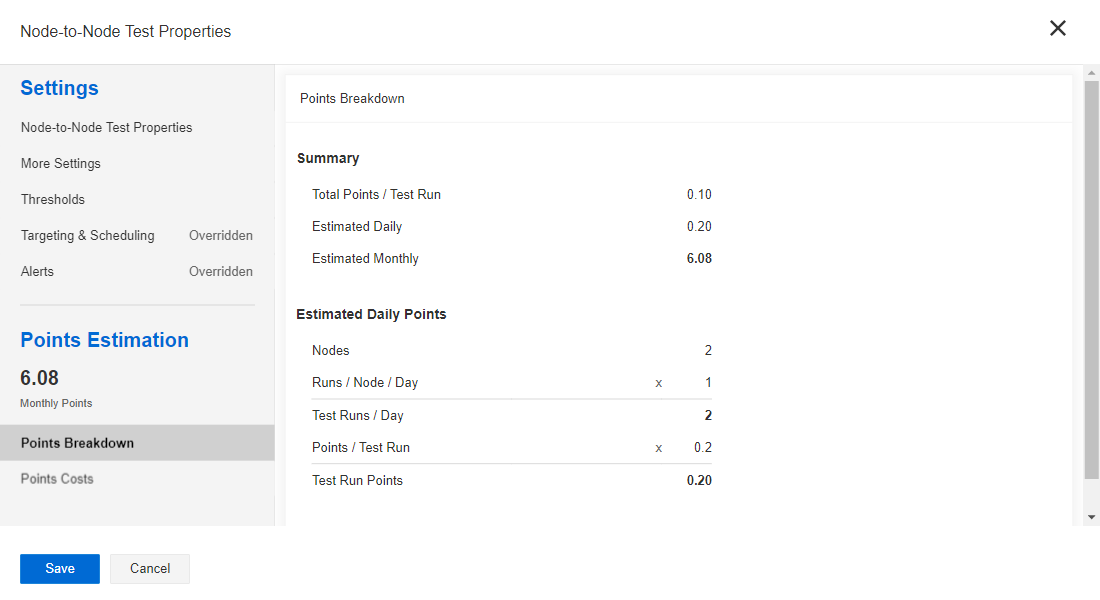 Node-to-Node Test Properties
Settings
Node-to-Node Test Properties
More Settings
Thresholds
Targeting & Scheduling Overridden
Alerts Overridden
Points Estimation
6.08
Monthly Points
Points Breakdown
Points Costs
Points Breakdown
Summary
Total Points / Test Run 0.10
Estimated Daily 0.20
Estimated Monthly 6.08
Estimated Daily Points
Nodes 2
Runs / Node / Day x 1
Test Runs / Day 2
Points / Test Run x 0.2
Test Run Points 0.20
Save Cancel